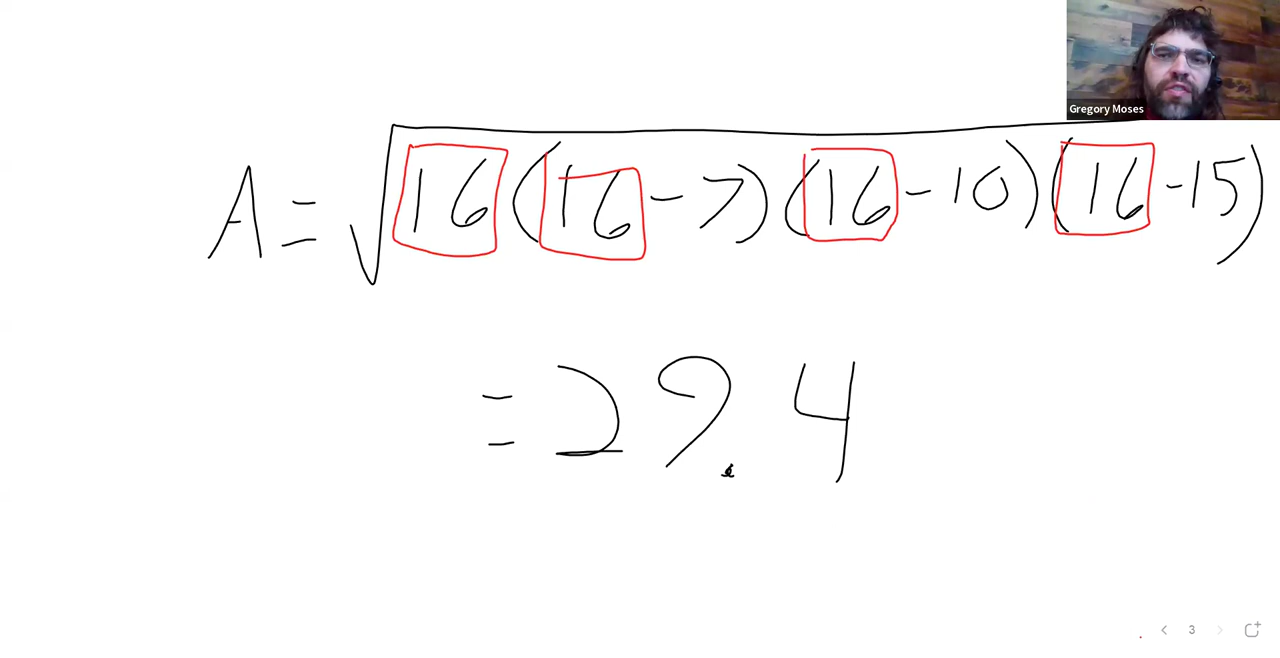 Gregory Moses
A = √16(16-7)(16-10)(16-15)
= 29.4
3